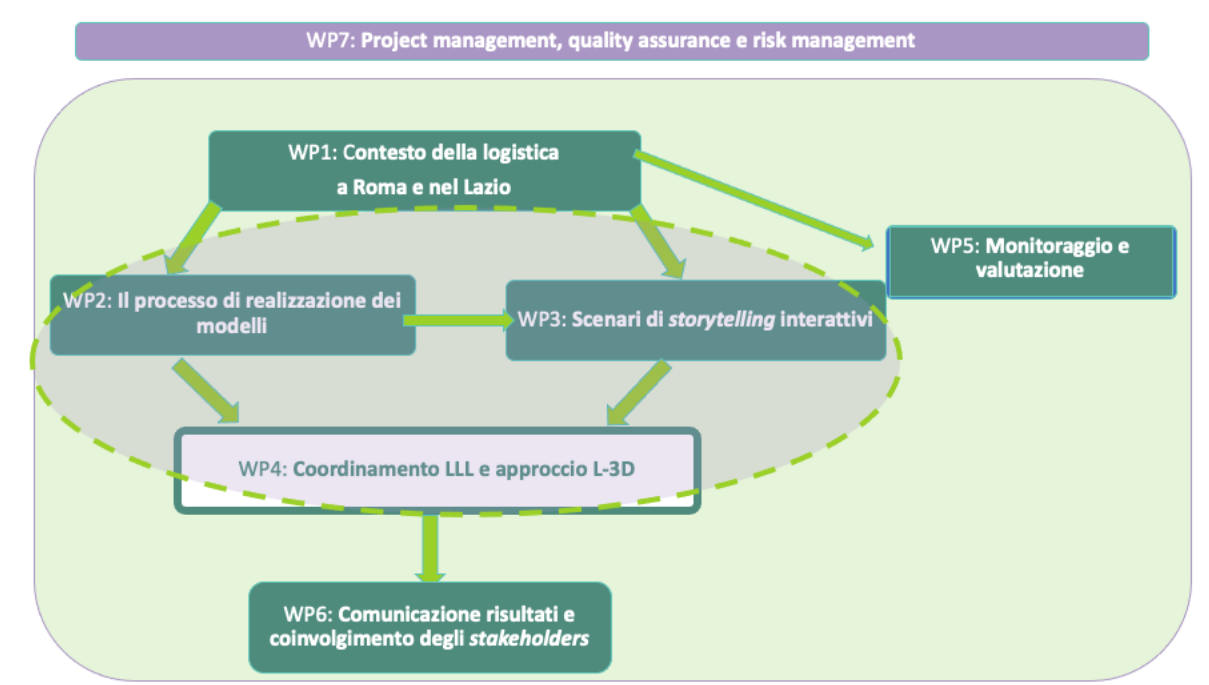 WP7: Project management, quality assurance e risk management
WP1: Contesto della logistica
a Roma e nel Lazio
WP5: Monitoraggio e
valutazione
WP2: Il processo di realizzazione dei
modelli
WP3: Scenari di storytelling interattivi
WP4: Coordinamento LLL e approccio L-3D
WP6: Comunicazione risultati e
coinvolgimento degli stakeholders